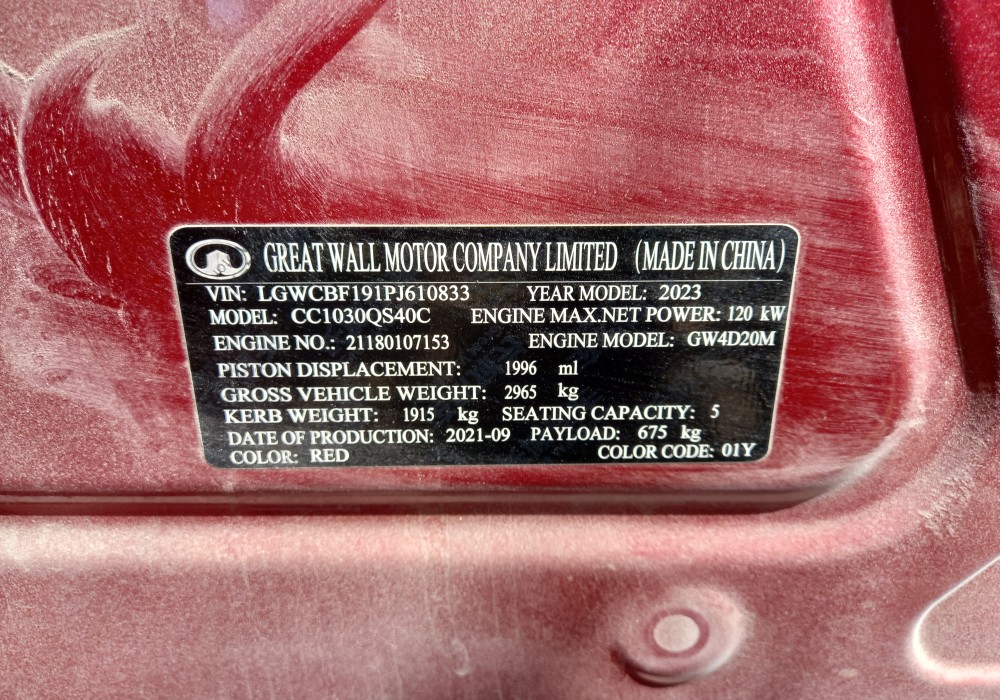 GREAT WALL MOTOR COMPANY LIMITED (MADE IN CHINA)
VIN: LGWCBF191PJ610833 YEAR MODEL: 2023
MODEL: CC1030QS40C ENGINE MAX.NET POWER: 120 kW
ENGINE NO.: 21180107153 ENGINE MODEL: GW4D20M
PISTON DISPLACEMENT: 1996 ml
GROSS VEHICLE WEIGHT: 2965 kg
KERB WEIGHT: 1915 kg SEATING CAPACITY: 5
DATE OF PRODUCTION: 2021-09 PAYLOAD: 675 kg
COLOR: RED COLOR CODE: 01Y